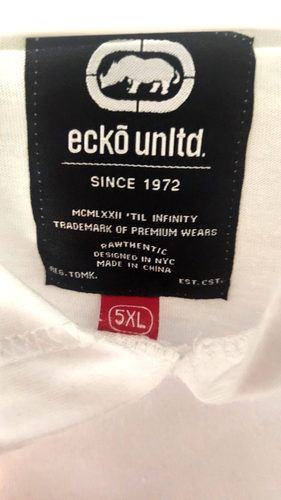 eckō unltd.
SINCE 1972
MCMLXXII 'TIL INFINITY
TRADEMARK OF PREMIUM WEARS
RAWTHENTIC
DESIGNED IN NYC
MADE IN CHINA
REG. TDMK. EST. CST.
5XL